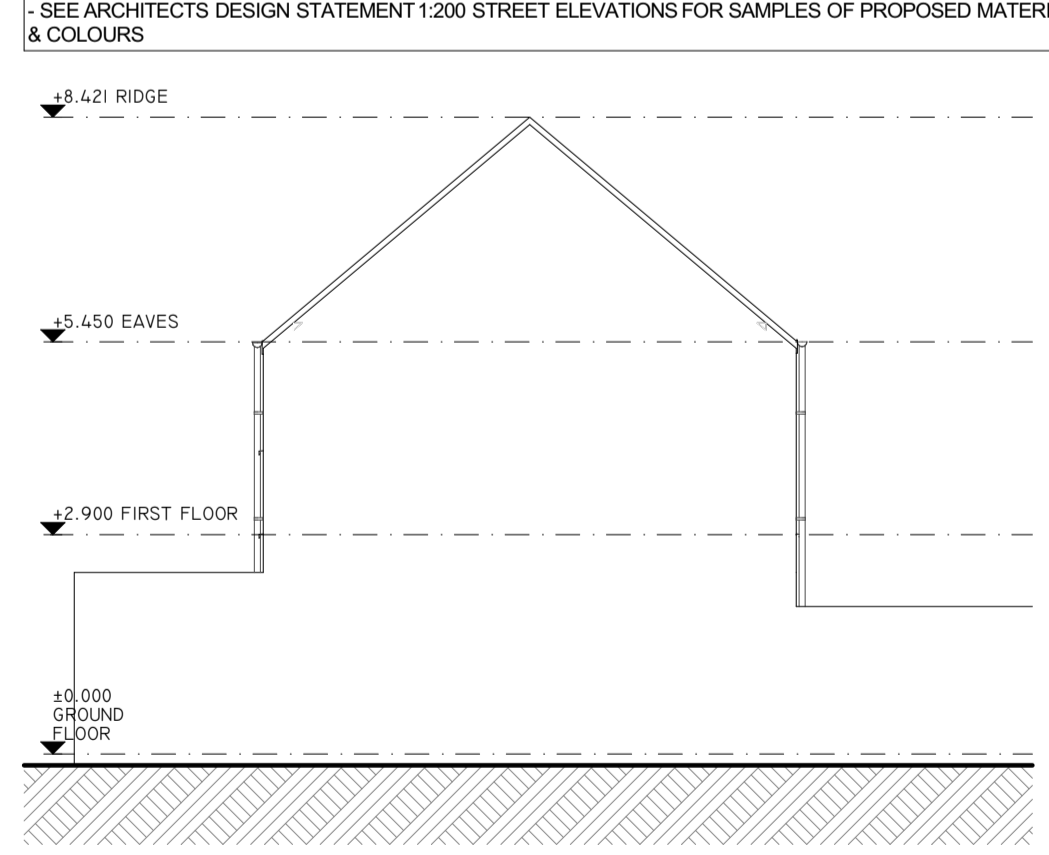 - SEE ARCHITECTS DESIGN STATEMENT 1:200 STREET ELEVATIONS FOR SAMPLES OF PROPOSED MATERI
& COLOURS
+8.421 RIDGE
+5.450 EAVES
+2.900 FIRST FLOOR
±0.000
GROUND
FLOOR